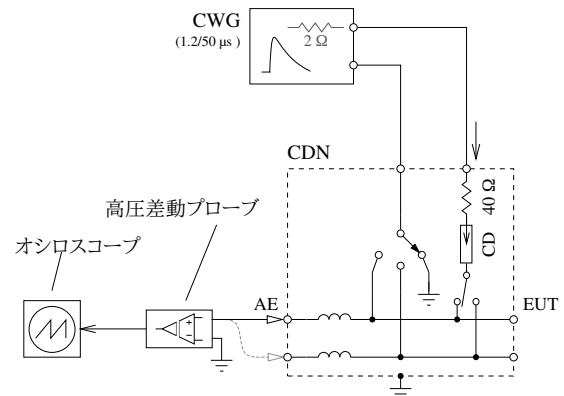 CWG
(1.2/50 µs )
2 Ω
CDN
40 Ω
CD
高圧差動プローブ
オシロスコープ
AE
EUT
+
−